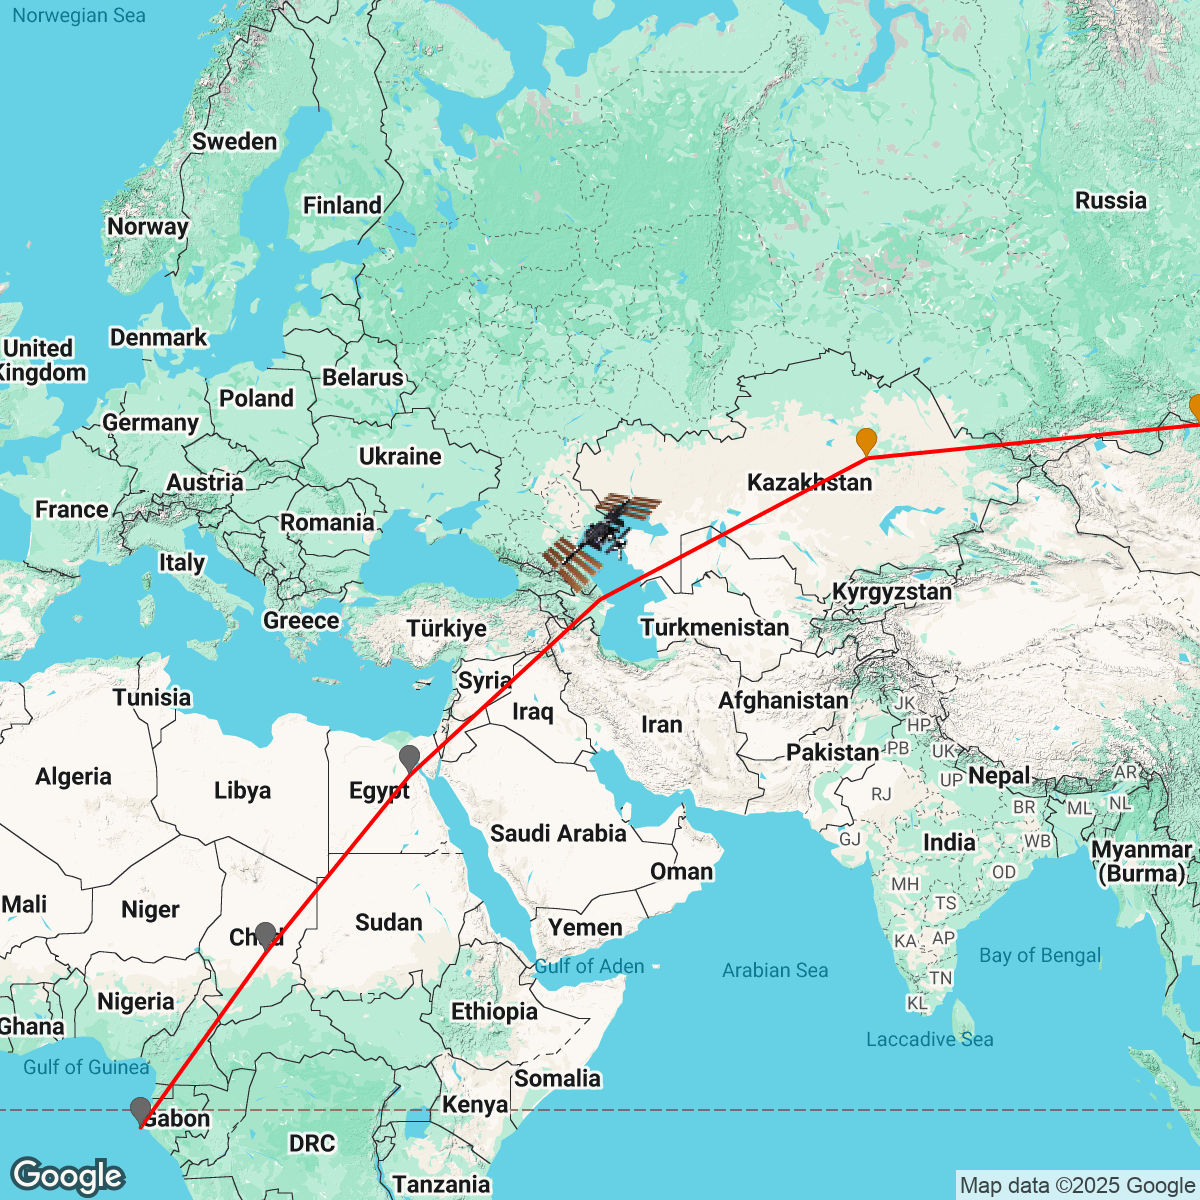 Norwegian Sea
Sweden
Russia
Finland
Norway
Denmark
United
Kingdom
Belarus
Poland
Germany
Ukraine
Austria
Kazakhstan
France
Romania
Italy
Kyrgyzstan
Greece
Türkiye
Turkmenistan
Syria
Tunisia
Afghanistan
JK
Iraq
Iran
HP
Pakistan
PB
UK
Algeria
Libya
Egypt
UP
Nepal
AR
RJ
BR
ML
NL
Saudi Arabia
GJ
India
WB
Myanmar
(Burma)
Oman
MH
OD
Mali
Niger
Sudan
TS
Chad
Yemen
KA
AP
Gulf of Aden
Arabian Sea
Bay of Bengal
TN
Nigeria
Ethiopia
KL
Ghana
Laccadive Sea
Gulf of Guinea
Somalia
Kenya
Gabon
DRC
Tanzania
Google
Map data ©2025 Google